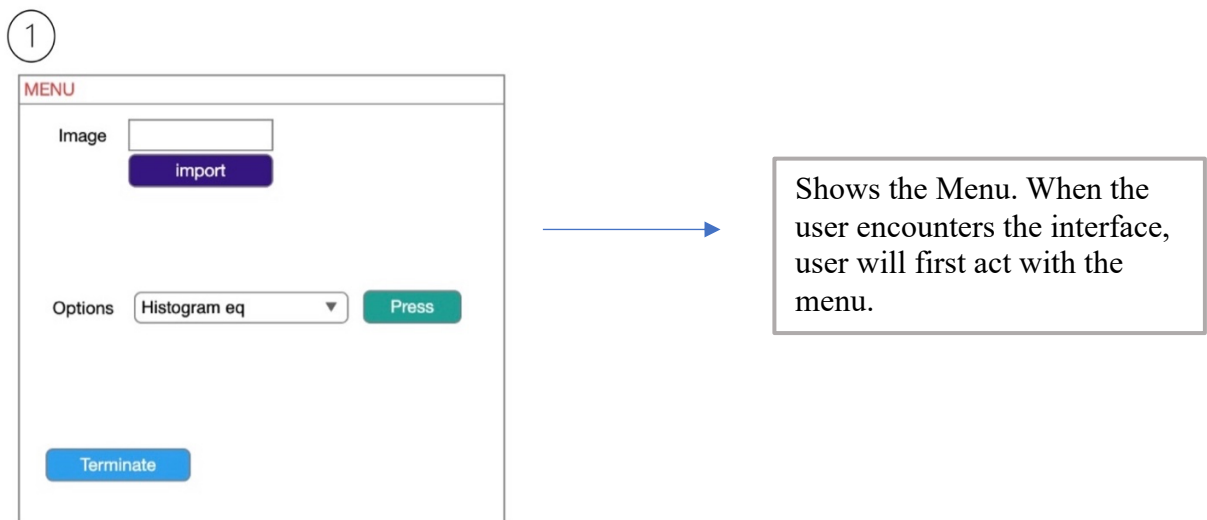 1
MENU
Image
import
Options Histogram eq Press
Terminate
Shows the Menu. When the
user encounters the interface,
user will first act with the
menu.